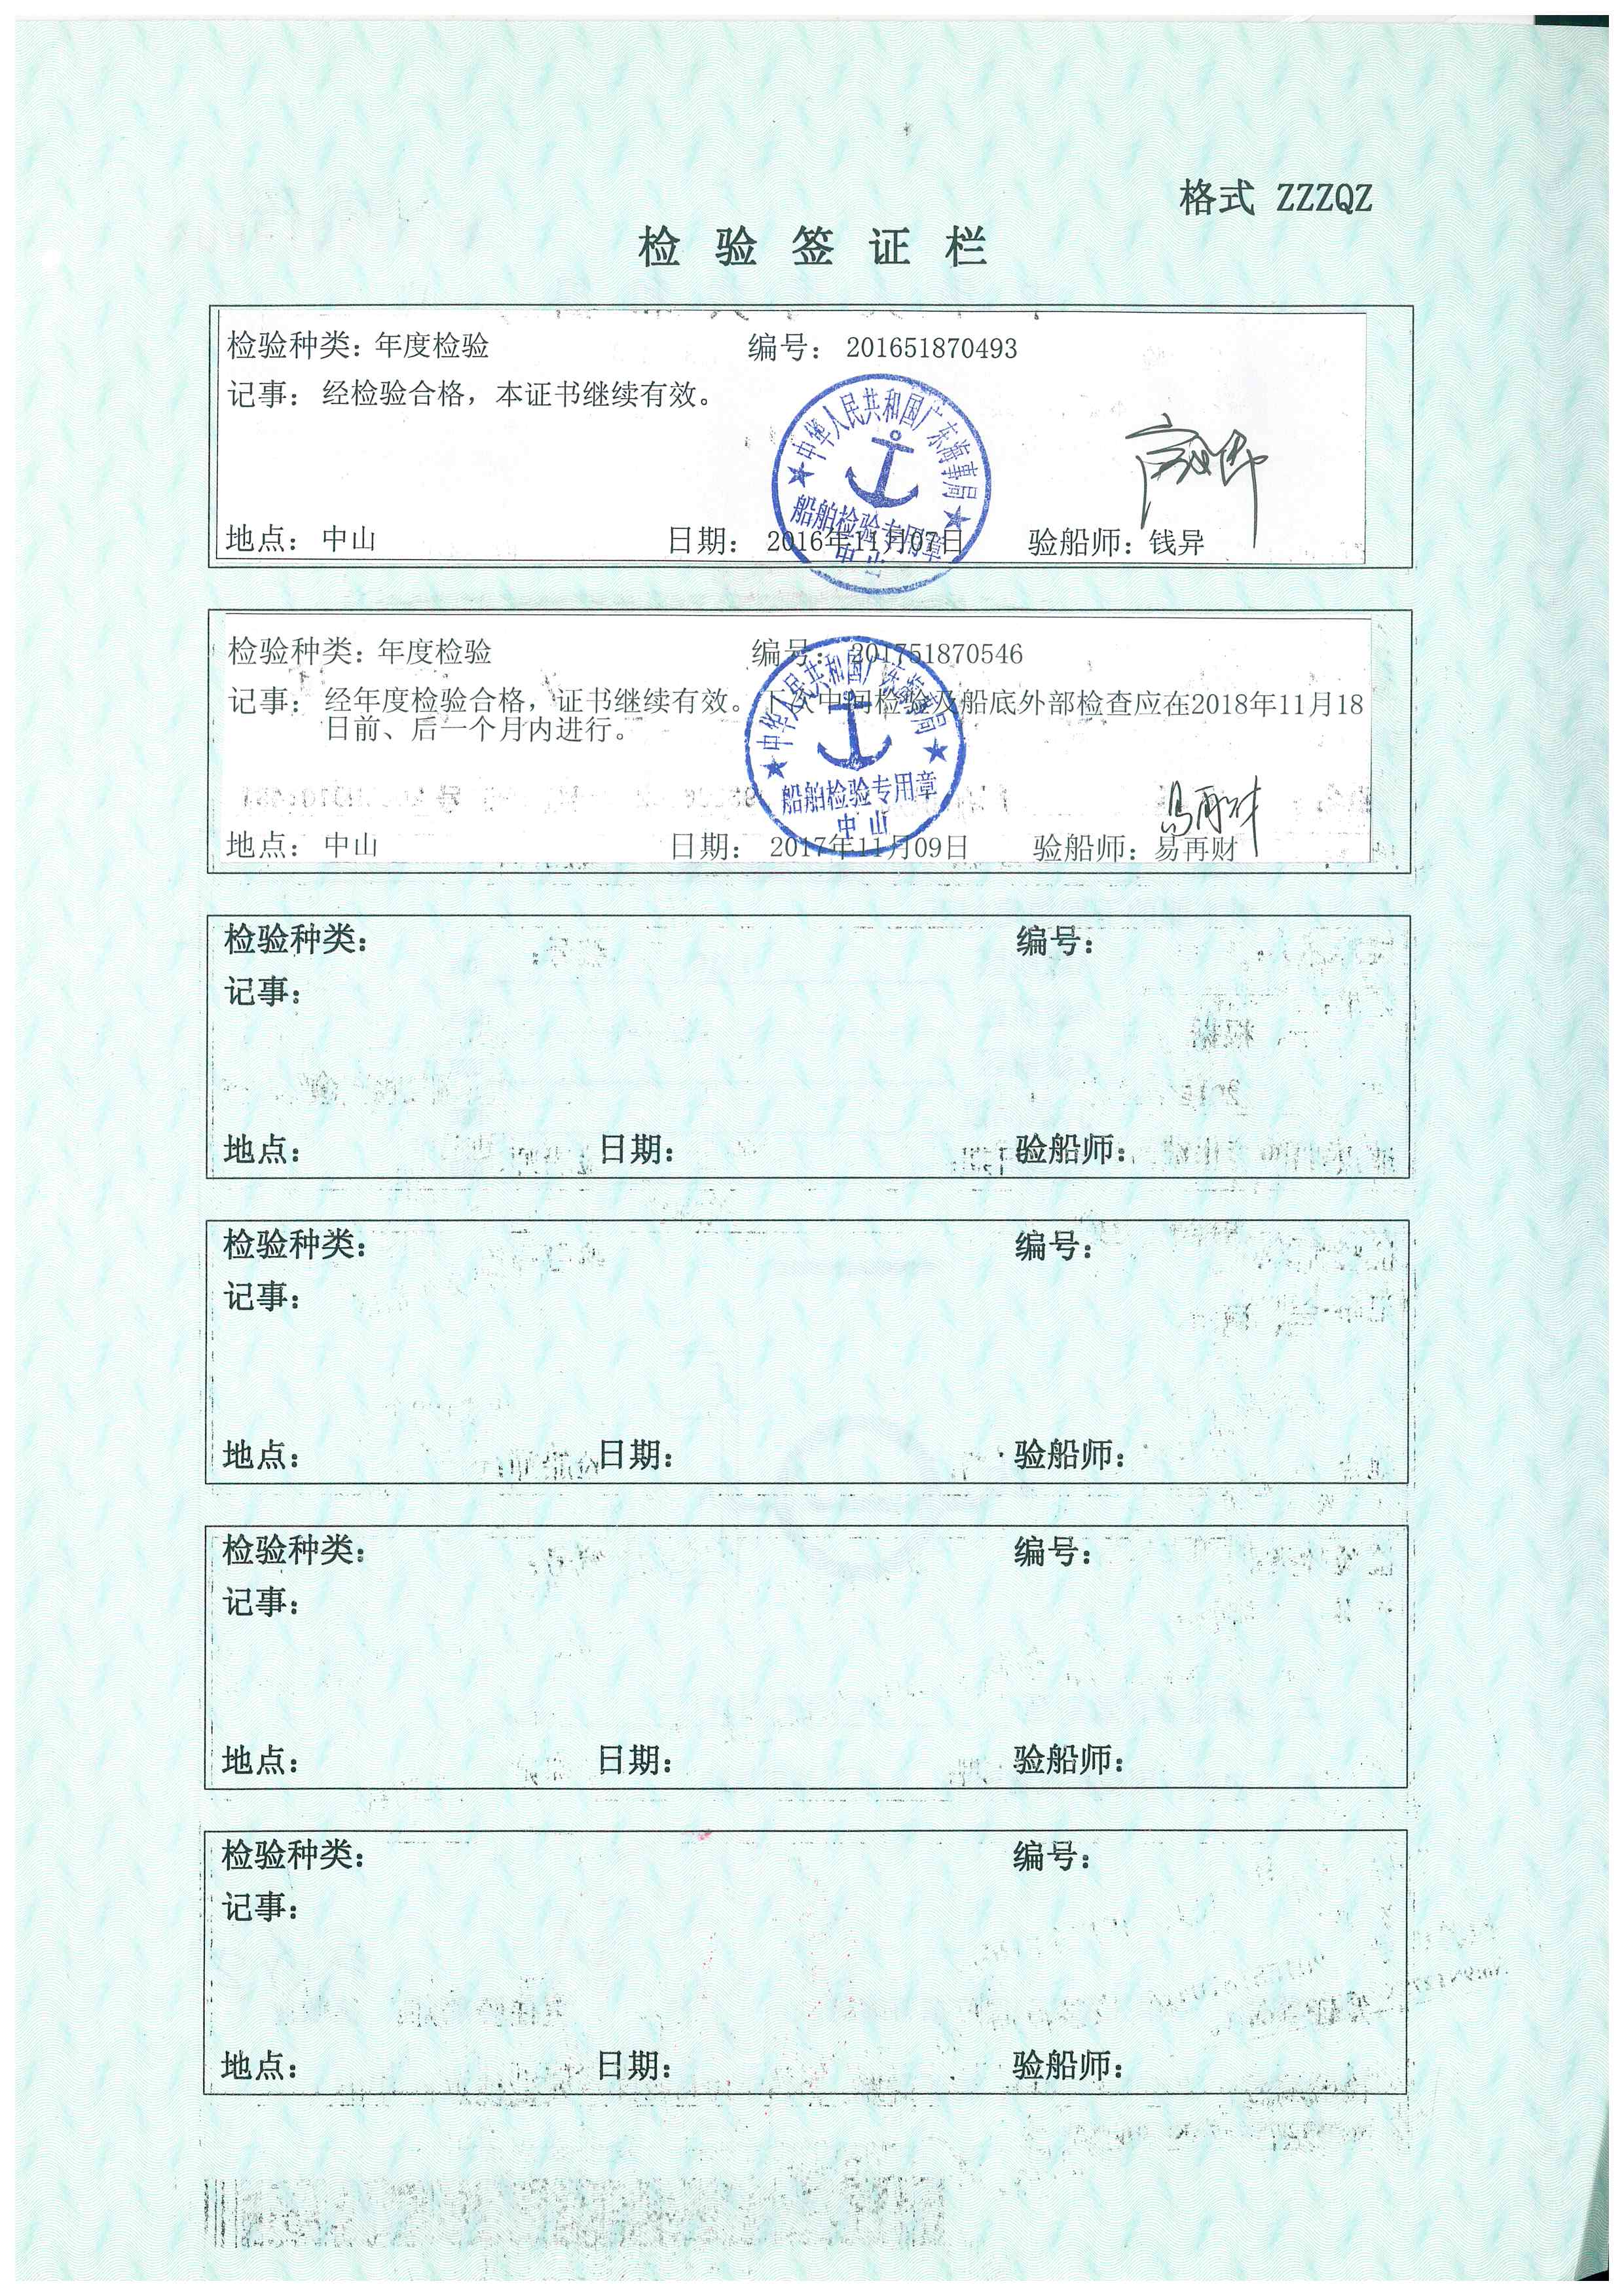 格式 ZZZQZ
检验签证栏
检验种类：年度检验 编号：201651870493
记事：经检验合格，本证书继续有效。
中华人民共和国广东海事局
船舶检验专用章
中山
地点：中山 日期：2016年11月07日 验船师：钱异
检验种类：年度检验 编号：201751870546
记事：经年度检验合格，证书继续有效。下次中间检验及船底外部检查应在2018年11月18
日前、后一个月内进行。
中华人民共和国广东海事局
船舶检验专用章
中山
易再财
地点：中山 日期：2017年11月09日 验船师：易再财
检验种类： 编号：
记事：
地点： 日期： 验船师：
检验种类： 编号：
记事：
地点： 日期： 验船师：
检验种类： 编号：
记事：
地点： 日期： 验船师：
检验种类： 编号：
记事：
地点： 日期： 验船师：